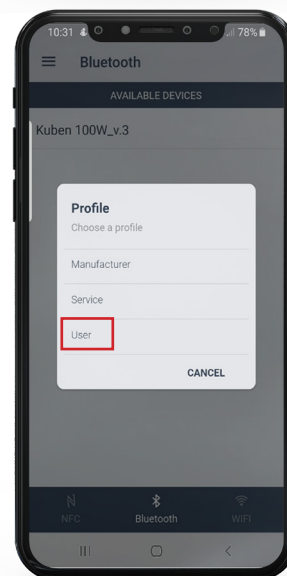 10:31 78%
Bluetooth
AVAILABLE DEVICES
Kuben 100W_v.3
Profile
Choose a profile
Manufacturer
Service
User
CANCEL
NFC Bluetooth WIFI